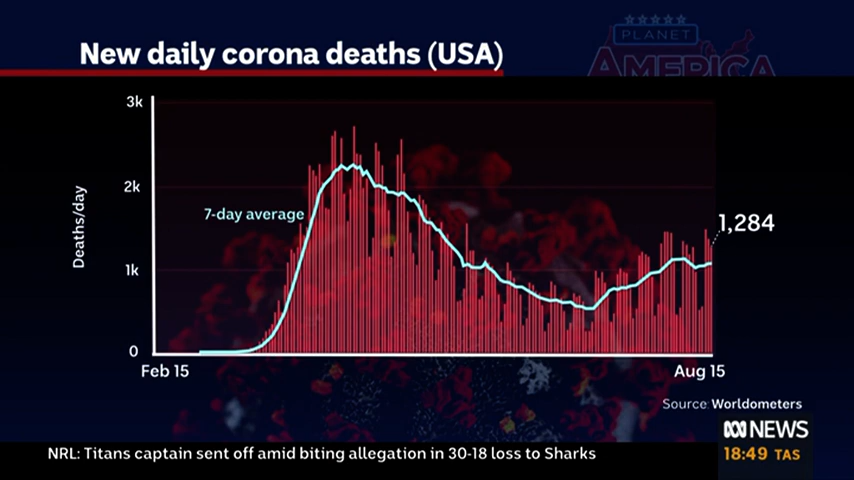 New daily corona deaths (USA)
PLANET
AMERICA
3k
2k
1k
0
Deaths/day
7-day average
1,284
Feb 15
Aug 15
Source: Worldometers
NEWS
18:49 TAS
NRL: Titans captain sent off amid biting allegation in 30-18 loss to Sharks